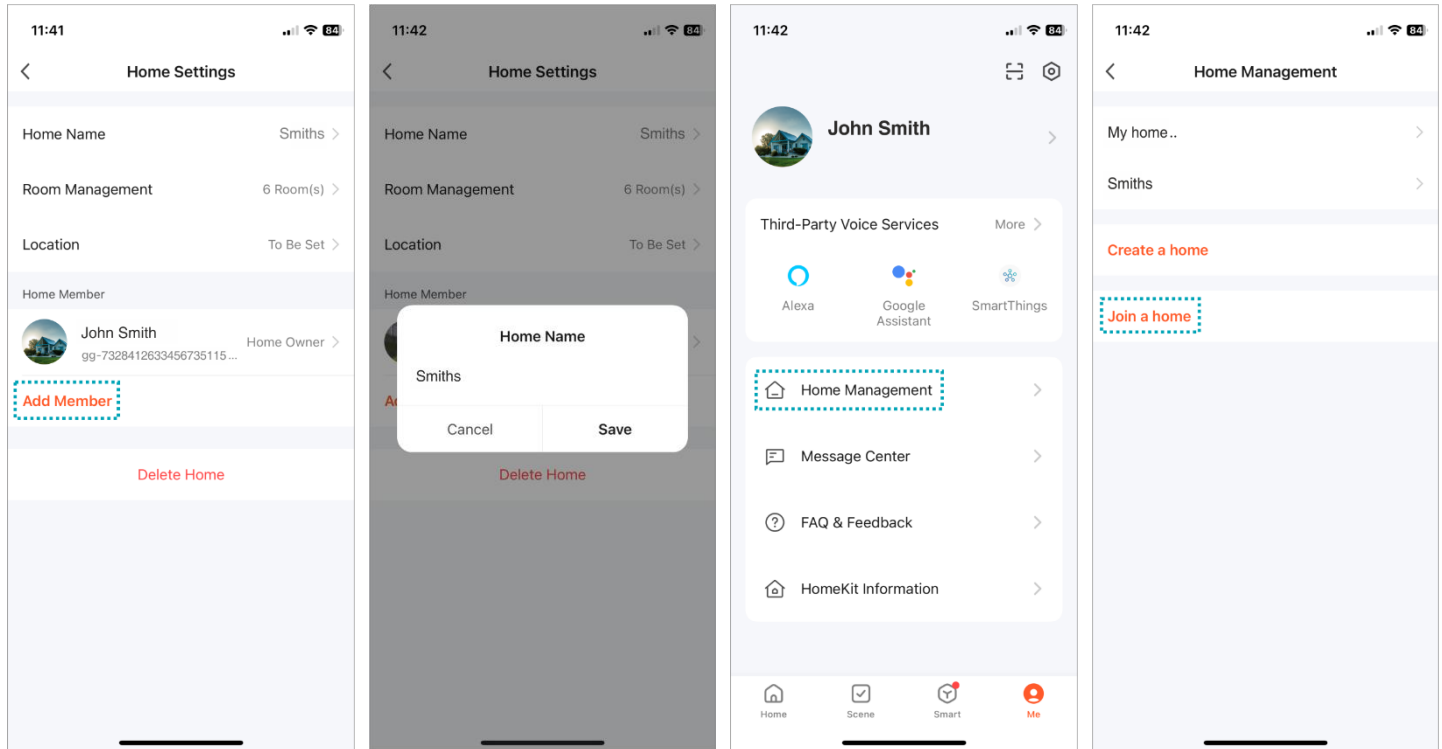 11:41
84
Home Settings
Home Name
Smiths
Room Management
6 Room(s)
Location
To Be Set
Home Member
John Smith
Home Owner
gg-7328412633456735115 ...
Add Member
Delete Home
11:42
84
Home Settings
Home Name
Smiths
Room Management
6 Room(s)
Location
To Be Set
Home Member
Home Name
Smiths
Cancel
Save
Delete Home
11:42
84
John Smith
Third-Party Voice Services
More
Alexa
Google
Assistant
SmartThings
Home Management
Message Center
FAQ & Feedback
HomeKit Information
Home
Scene
Smart
Me
11:42
84
Home Management
My home..
Smiths
Create a home
Join a home